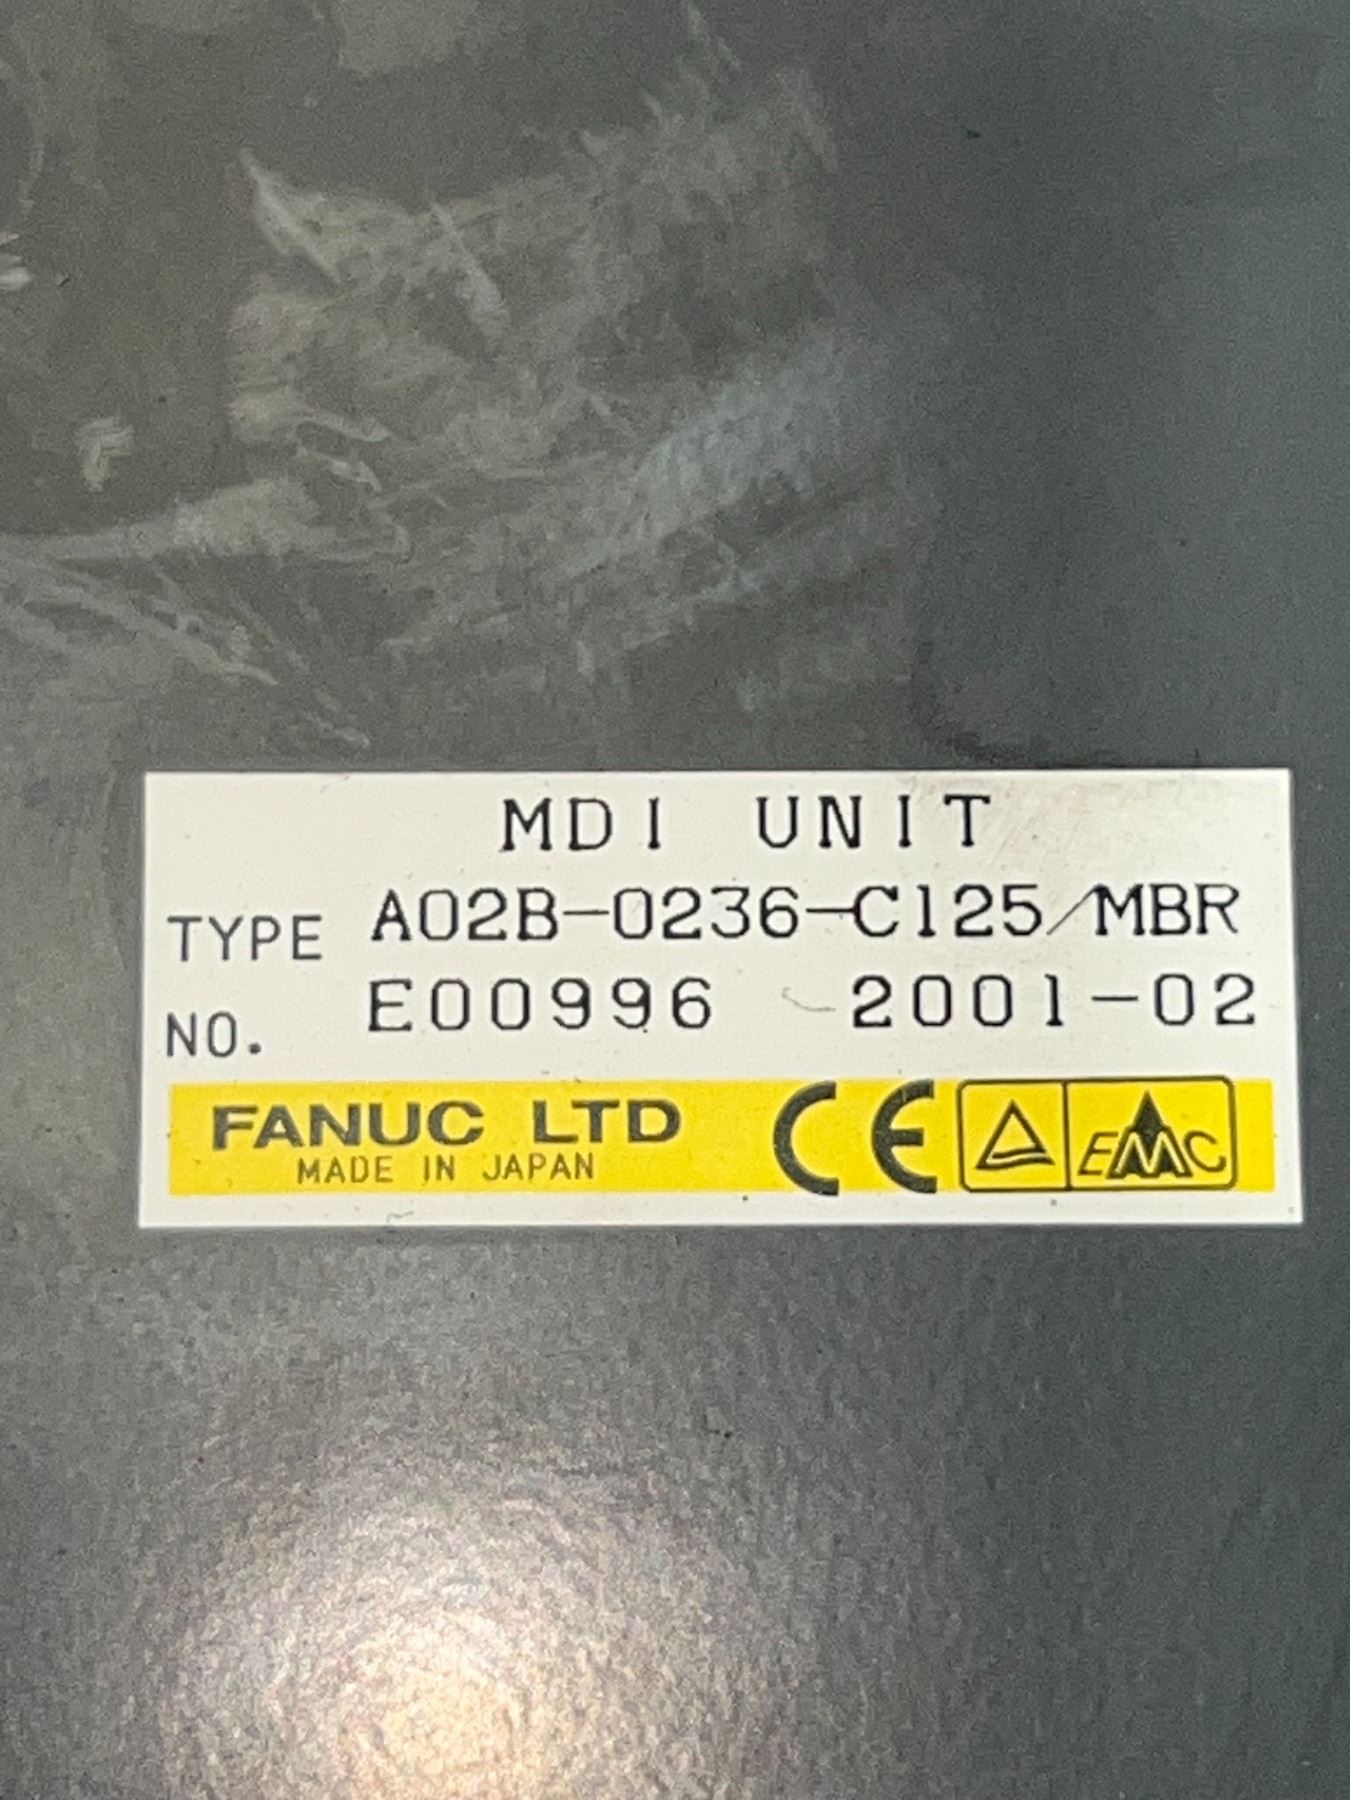 MDI UNIT
TYPE A02B-0236-C125/MBR
NO. E00996 2001-02
FANUC LTD
MADE IN JAPAN
CE
EMC